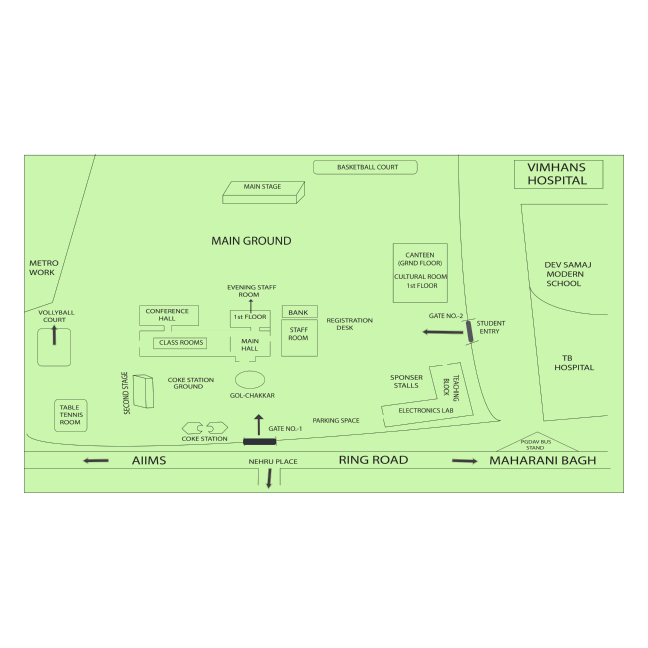 BASKETBALL COURT
VIMHANS
HOSPITAL
MAIN STAGE
MAIN GROUND
METRO
WORK
CANTEEN
(GRND FLOOR)
CULTURAL ROOM
1st FLOOR
DEV SAMAJ
MODERN
SCHOOL
EVENING STAFF
ROOM
VOLLYBALL
COURT
CONFERENCE
HALL
1st FLOOR
BANK
REGISTRATION
DESK
GATE NO.-2
STUDENT
ENTRY
CLASS ROOMS
MAIN
HALL
STAFF
ROOM
TB
HOSPITAL
SECOND STAGE
COKE STATION
GROUND
GOL-CHAKKAR
SPONSER
STALLS
TEACHING
BLOCK
ELECTRONICS LAB
TABLE
TENNIS
ROOM
COKE STATION
GATE NO.-1
PARKING SPACE
PGDAV BUS
STAND
AIIMS
NEHRU PLACE
RING ROAD
MAHARANI BAGH